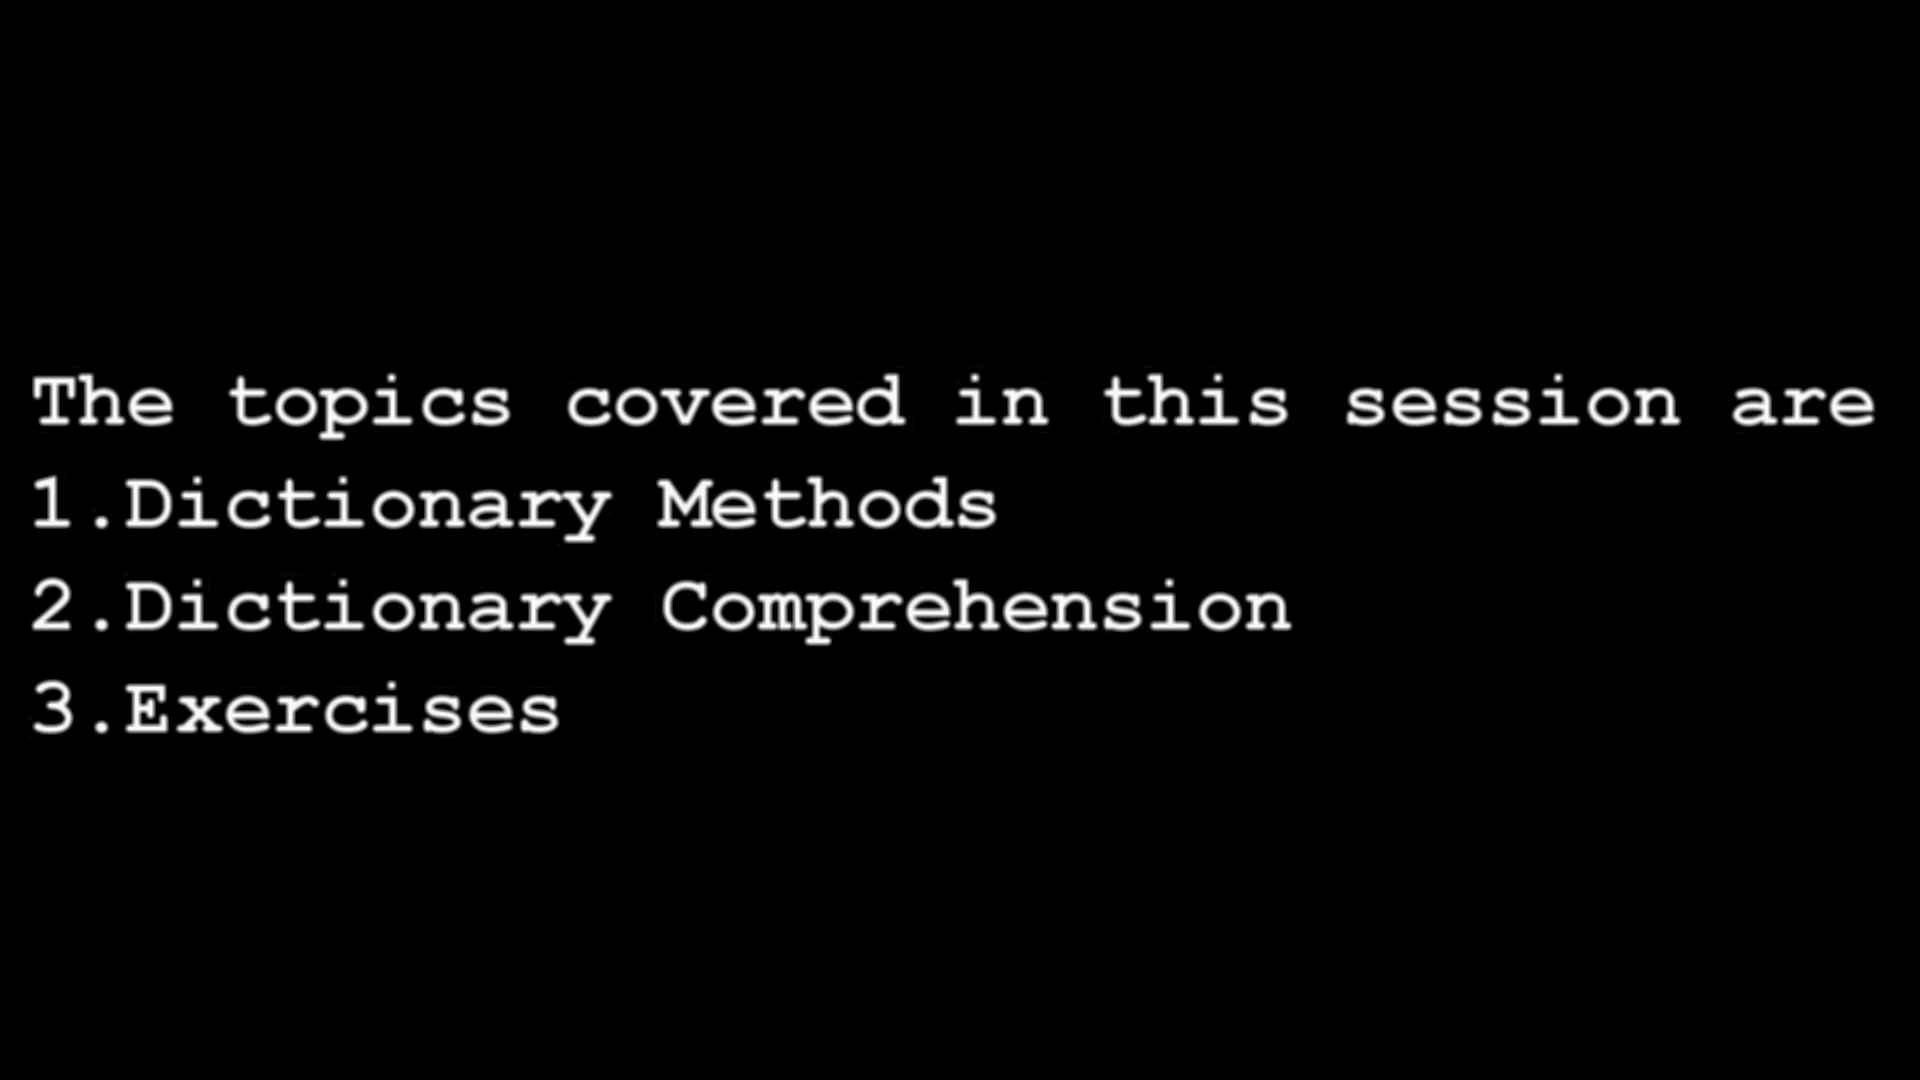 The topics covered in this session are
1.Dictionary Methods
2.Dictionary Comprehension
3.Exercises